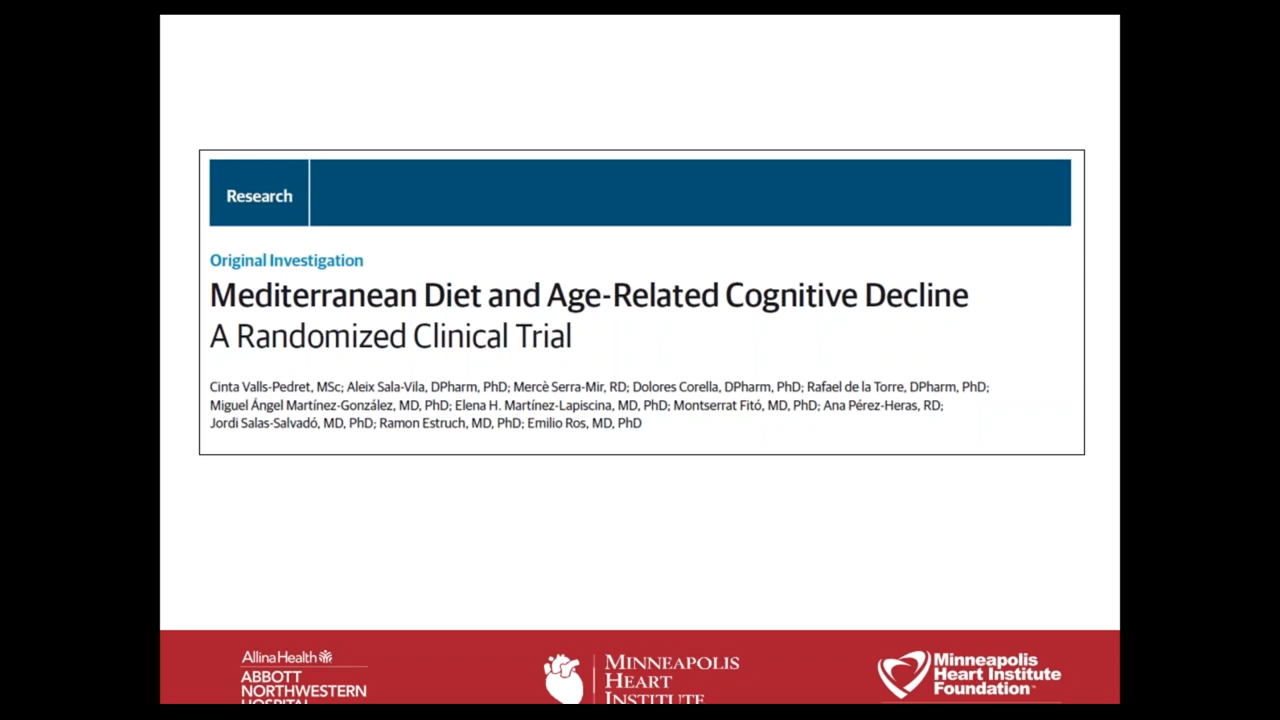 Research
Original Investigation
Mediterranean Diet and Age-Related Cognitive Decline
A Randomized Clinical Trial
Cinta Valls-Pedret, MSc; Aleix Sala-Vila, DPharm, PhD; Mercè Serra-Mir, RD; Dolores Corella, DPharm, PhD; Rafael de la Torre, DPharm, PhD;
Miguel Ángel Martínez-González, MD, PhD; Elena H. Martínez-Lapiscina, MD, PhD; Montserrat Fitó, MD, PhD; Ana Pérez-Heras, RD;
Jordi Salas-Salvadó, MD, PhD; Ramon Estruch, MD, PhD; Emilio Ros, MD, PhD
Allina Health
ABBOTT
NORTHWESTERN
HOSPITAL
MINNEAPOLIS
HEART
INSTITUTE
Minneapolis
Heart Institute
Foundation